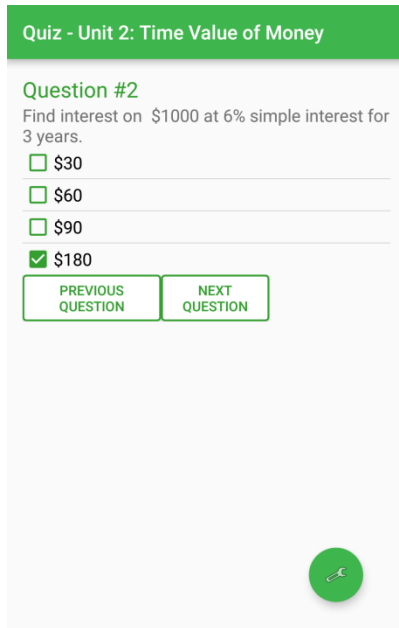 Quiz - Unit 2: Time Value of Money
Question #2
Find interest on  $1000 at 6% simple interest for
3 years.
$30
$60
$90
$180
PREVIOUS
QUESTION
NEXT
QUESTION